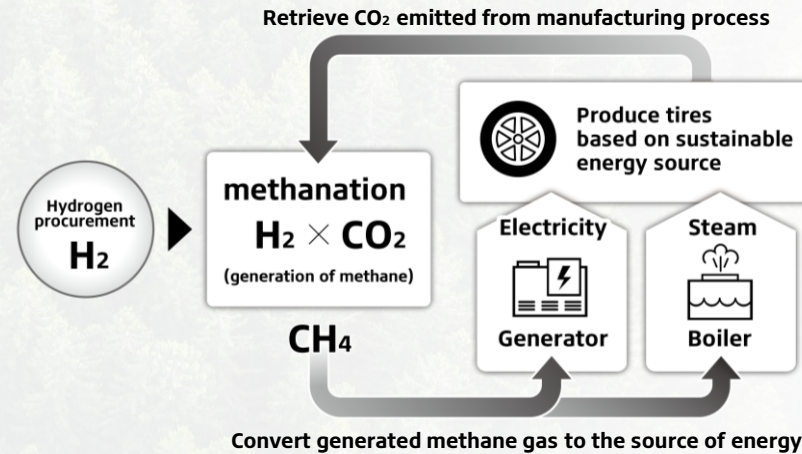 Retrieve CO₂ emitted from manufacturing process
Produce tires
based on sustainable
energy source
Hydrogen
procurement
H₂
methanation
H₂ × CO₂
(generation of methane)
Electricity
Generator
Steam
Boiler
CH₄
Convert generated methane gas to the source of energy